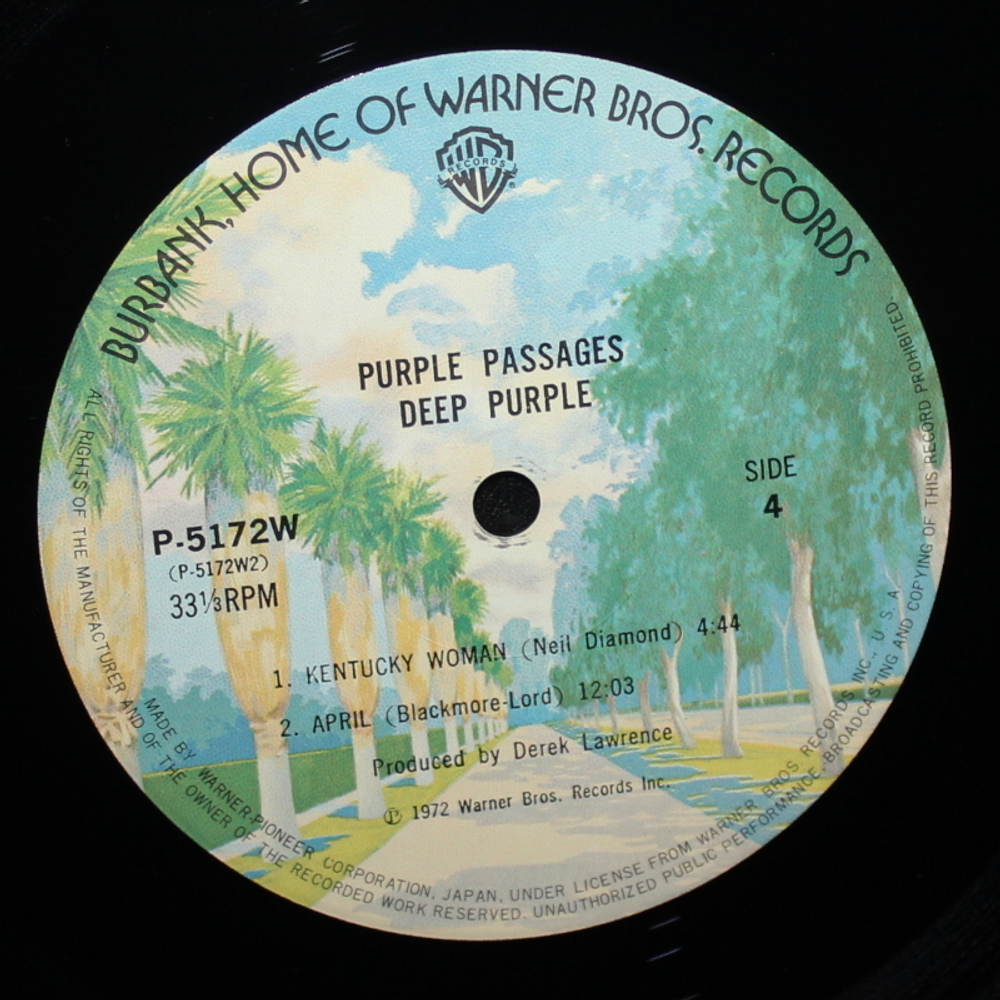 BURBANK, HOME OF WARNER BROS. RECORDS
RECORDS
®
PURPLE PASSAGES
DEEP PURPLE
SIDE
4
P-5172W
(P-5172W2)
33⅓RPM
1. KENTUCKY WOMAN (Neil Diamond) 4:44
2. APRIL (Blackmore-Lord) 12:03
Produced by Derek Lawrence
Ⓟ 1972 Warner Bros. Records Inc.
MADE BY WARNER-PIONEER CORPORATION, JAPAN, UNDER LICENSE FROM WARNER BROS. RECORDS INC., U. S. A.
ALL RIGHTS OF THE MANUFACTURER AND OF THE OWNER OF THE RECORDED WORK RESERVED. UNAUTHORIZED PUBLIC PERFORMANCE, BROADCASTING AND COPYING OF THIS RECORD PROHIBITED.